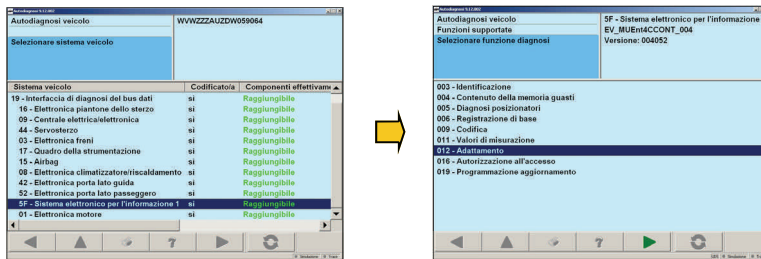 Autodiagnosi 9.12.002
Autodiagnosi veicolo
WVWZZZAUZDW059064
Selezionare sistema veicolo
Sistema veicolo Codificato/a Componenti effettivame
19 - Interfaccia di diagnosi del bus dati si Raggiungibile
16 - Elettronica piantone dello sterzo si Raggiungibile
09 - Centrale elettrica/elettronica si Raggiungibile
44 - Servosterzo si Raggiungibile
03 - Elettronica freni si Raggiungibile
17 - Quadro della strumentazione si Raggiungibile
15 - Airbag si Raggiungibile
08 - Elettronica climatizzatore/riscaldamento si Raggiungibile
42 - Elettronica porta lato guida si Raggiungibile
52 - Elettronica porta lato passeggero si Raggiungibile
5F - Sistema elettronico per l'informazione 1 si Raggiungibile
01 - Elettronica motore si Raggiungibile
Autodiagnosi veicolo
Funzioni supportate
Selezionare funzione diagnosi
5F - Sistema elettronico per l'informazione
EV_MUEnt4CCONT_004
Versione: 004052
003 - Identificazione
004 - Contenuto della memoria guasti
005 - Diagnosi posizionatori
006 - Registrazione di base
009 - Codifica
011 - Valori di misurazione
012 - Adattamento
016 - Autorizzazione all'accesso
019 - Programmazione aggiornamento